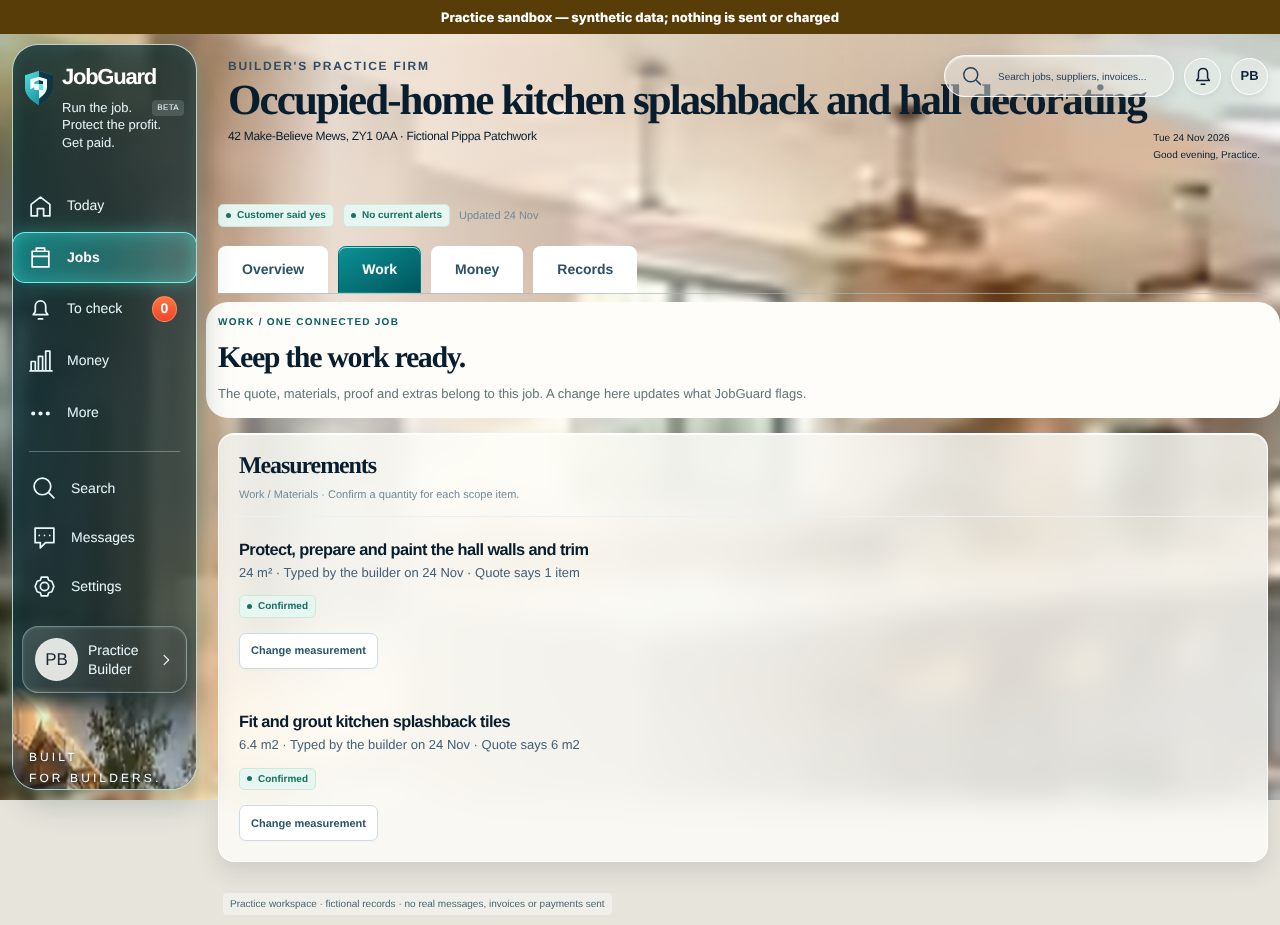 Practice sandbox — synthetic data; nothing is sent or charged
JobGuard
Run the job.
Protect the profit.
Get paid.
BETA
Today
Jobs
To check
0
Money
More
Search
Messages
Settings
PB
Practice
Builder
BUILT
FOR BUILDERS.
BUILDER'S PRACTICE FIRM
Occupied-home kitchen splashback and hall decorating
42 Make-Believe Mews, ZY1 0AA · Fictional Pippa Patchwork
Search jobs, suppliers, invoices...
PB
Tue 24 Nov 2026
Good evening, Practice.
Customer said yes
No current alerts
Updated 24 Nov
Overview
Work
Money
Records
WORK / ONE CONNECTED JOB
Keep the work ready.
The quote, materials, proof and extras belong to this job. A change here updates what JobGuard flags.
Measurements
Work / Materials · Confirm a quantity for each scope item.
Protect, prepare and paint the hall walls and trim
24 m² · Typed by the builder on 24 Nov · Quote says 1 item
Confirmed
Change measurement
Fit and grout kitchen splashback tiles
6.4 m2 · Typed by the builder on 24 Nov · Quote says 6 m2
Confirmed
Change measurement
Practice workspace · fictional records · no real messages, invoices or payments sent